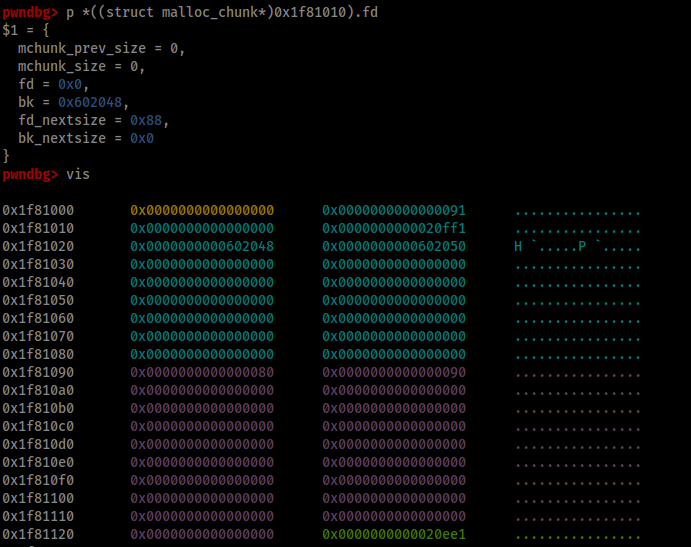 pwndbg> p *((struct malloc_chunk*)0x1f81010).fd
$1 = {
  mchunk_prev_size = 0,
  mchunk_size = 0,
  fd = 0x0,
  bk = 0x602048,
  fd_nextsize = 0x88,
  bk_nextsize = 0x0
}
pwndbg> vis
0x1f81000 0x0000000000000000 0x0000000000000091 ................
0x1f81010 0x0000000000000000 0x0000000000020ff1 ................
0x1f81020 0x0000000000602048 0x0000000000602050 H `.....P `.....
0x1f81030 0x0000000000000000 0x0000000000000000 ................
0x1f81040 0x0000000000000000 0x0000000000000000 ................
0x1f81050 0x0000000000000000 0x0000000000000000 ................
0x1f81060 0x0000000000000000 0x0000000000000000 ................
0x1f81070 0x0000000000000000 0x0000000000000000 ................
0x1f81080 0x0000000000000000 0x0000000000000000 ................
0x1f81090 0x0000000000000080 0x0000000000000090 ................
0x1f810a0 0x0000000000000000 0x0000000000000000 ................
0x1f810b0 0x0000000000000000 0x0000000000000000 ................
0x1f810c0 0x0000000000000000 0x0000000000000000 ................
0x1f810d0 0x0000000000000000 0x0000000000000000 ................
0x1f810e0 0x0000000000000000 0x0000000000000000 ................
0x1f810f0 0x0000000000000000 0x0000000000000000 ................
0x1f81100 0x0000000000000000 0x0000000000000000 ................
0x1f81110 0x0000000000000000 0x0000000000000000 ................
0x1f81120 0x0000000000000000 0x0000000000020ee1 ................